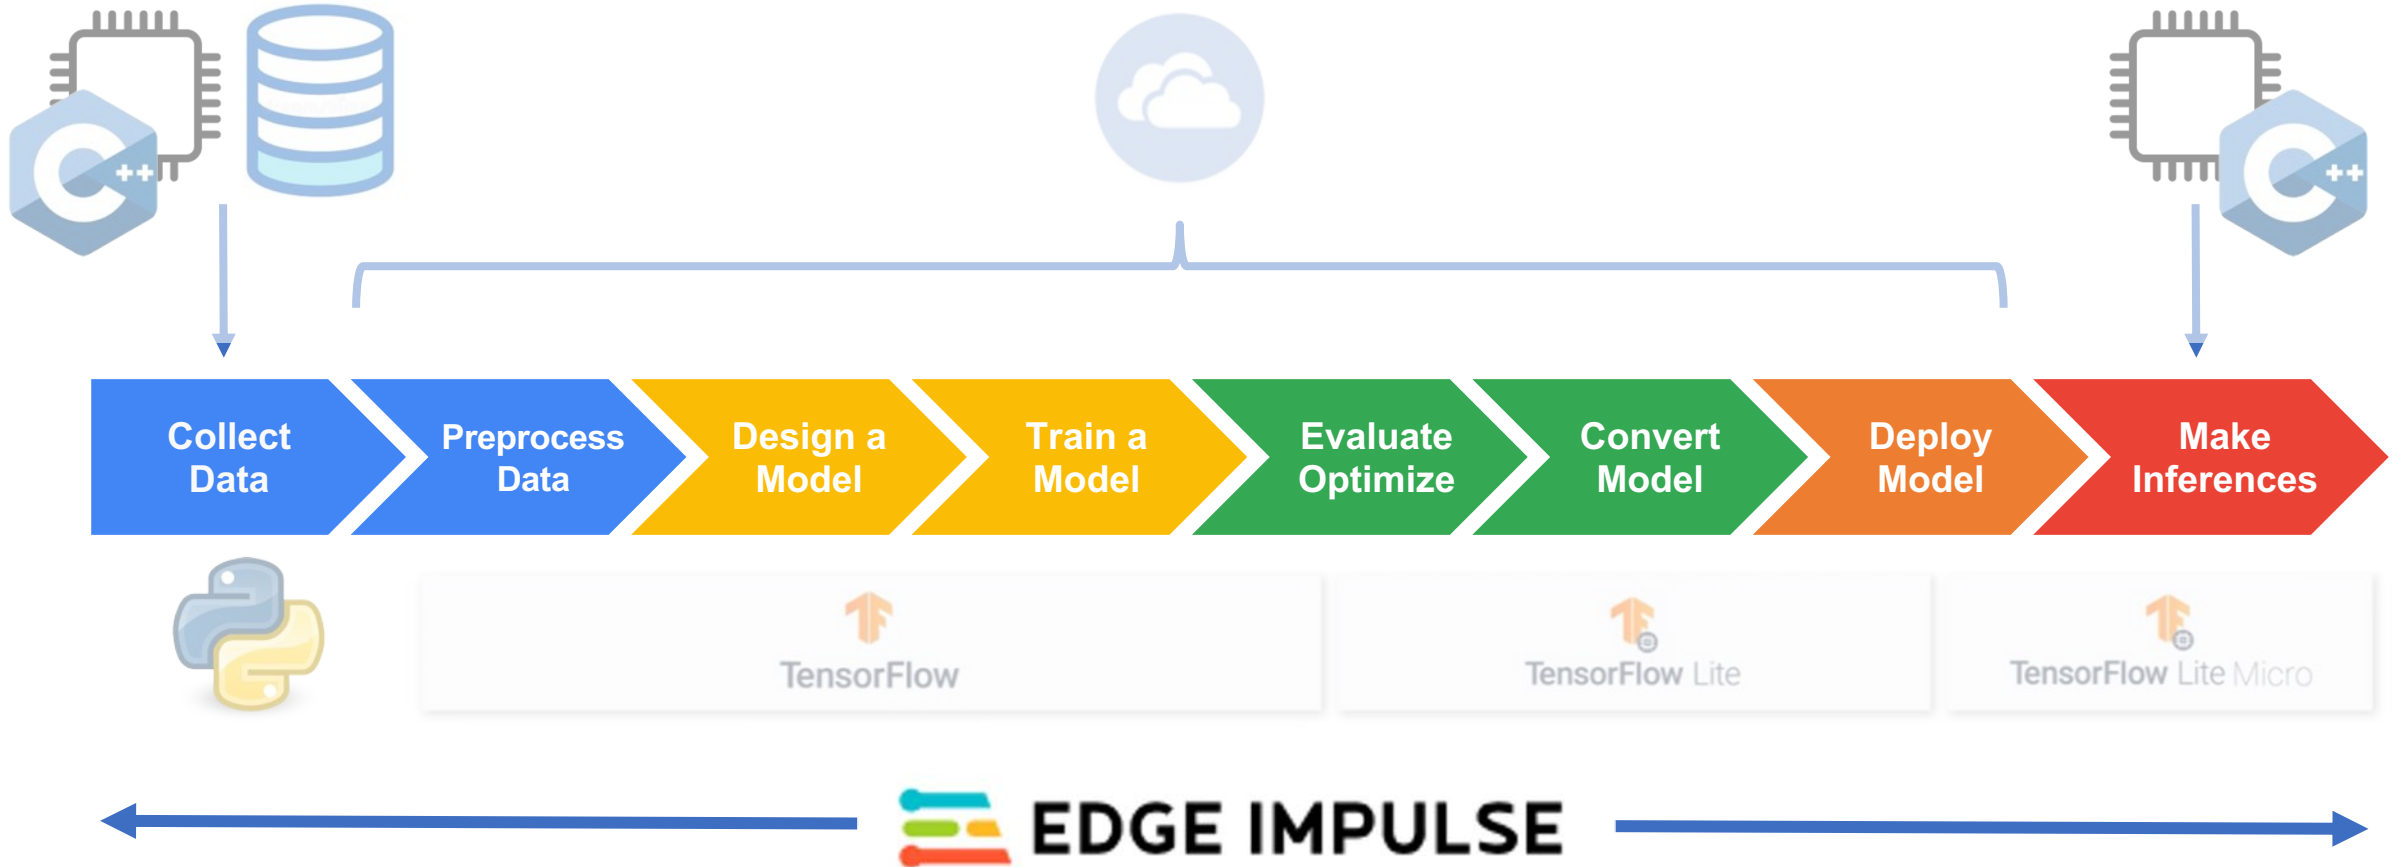 C ++
C ++
Collect
Data
Preprocess
Data
Design a
Model
Train a
Model
Evaluate
Optimize
Convert
Model
Deploy
Model
Make
Inferences
TensorFlow
TensorFlow Lite
TensorFlow Lite Micro
EDGE IMPULSE